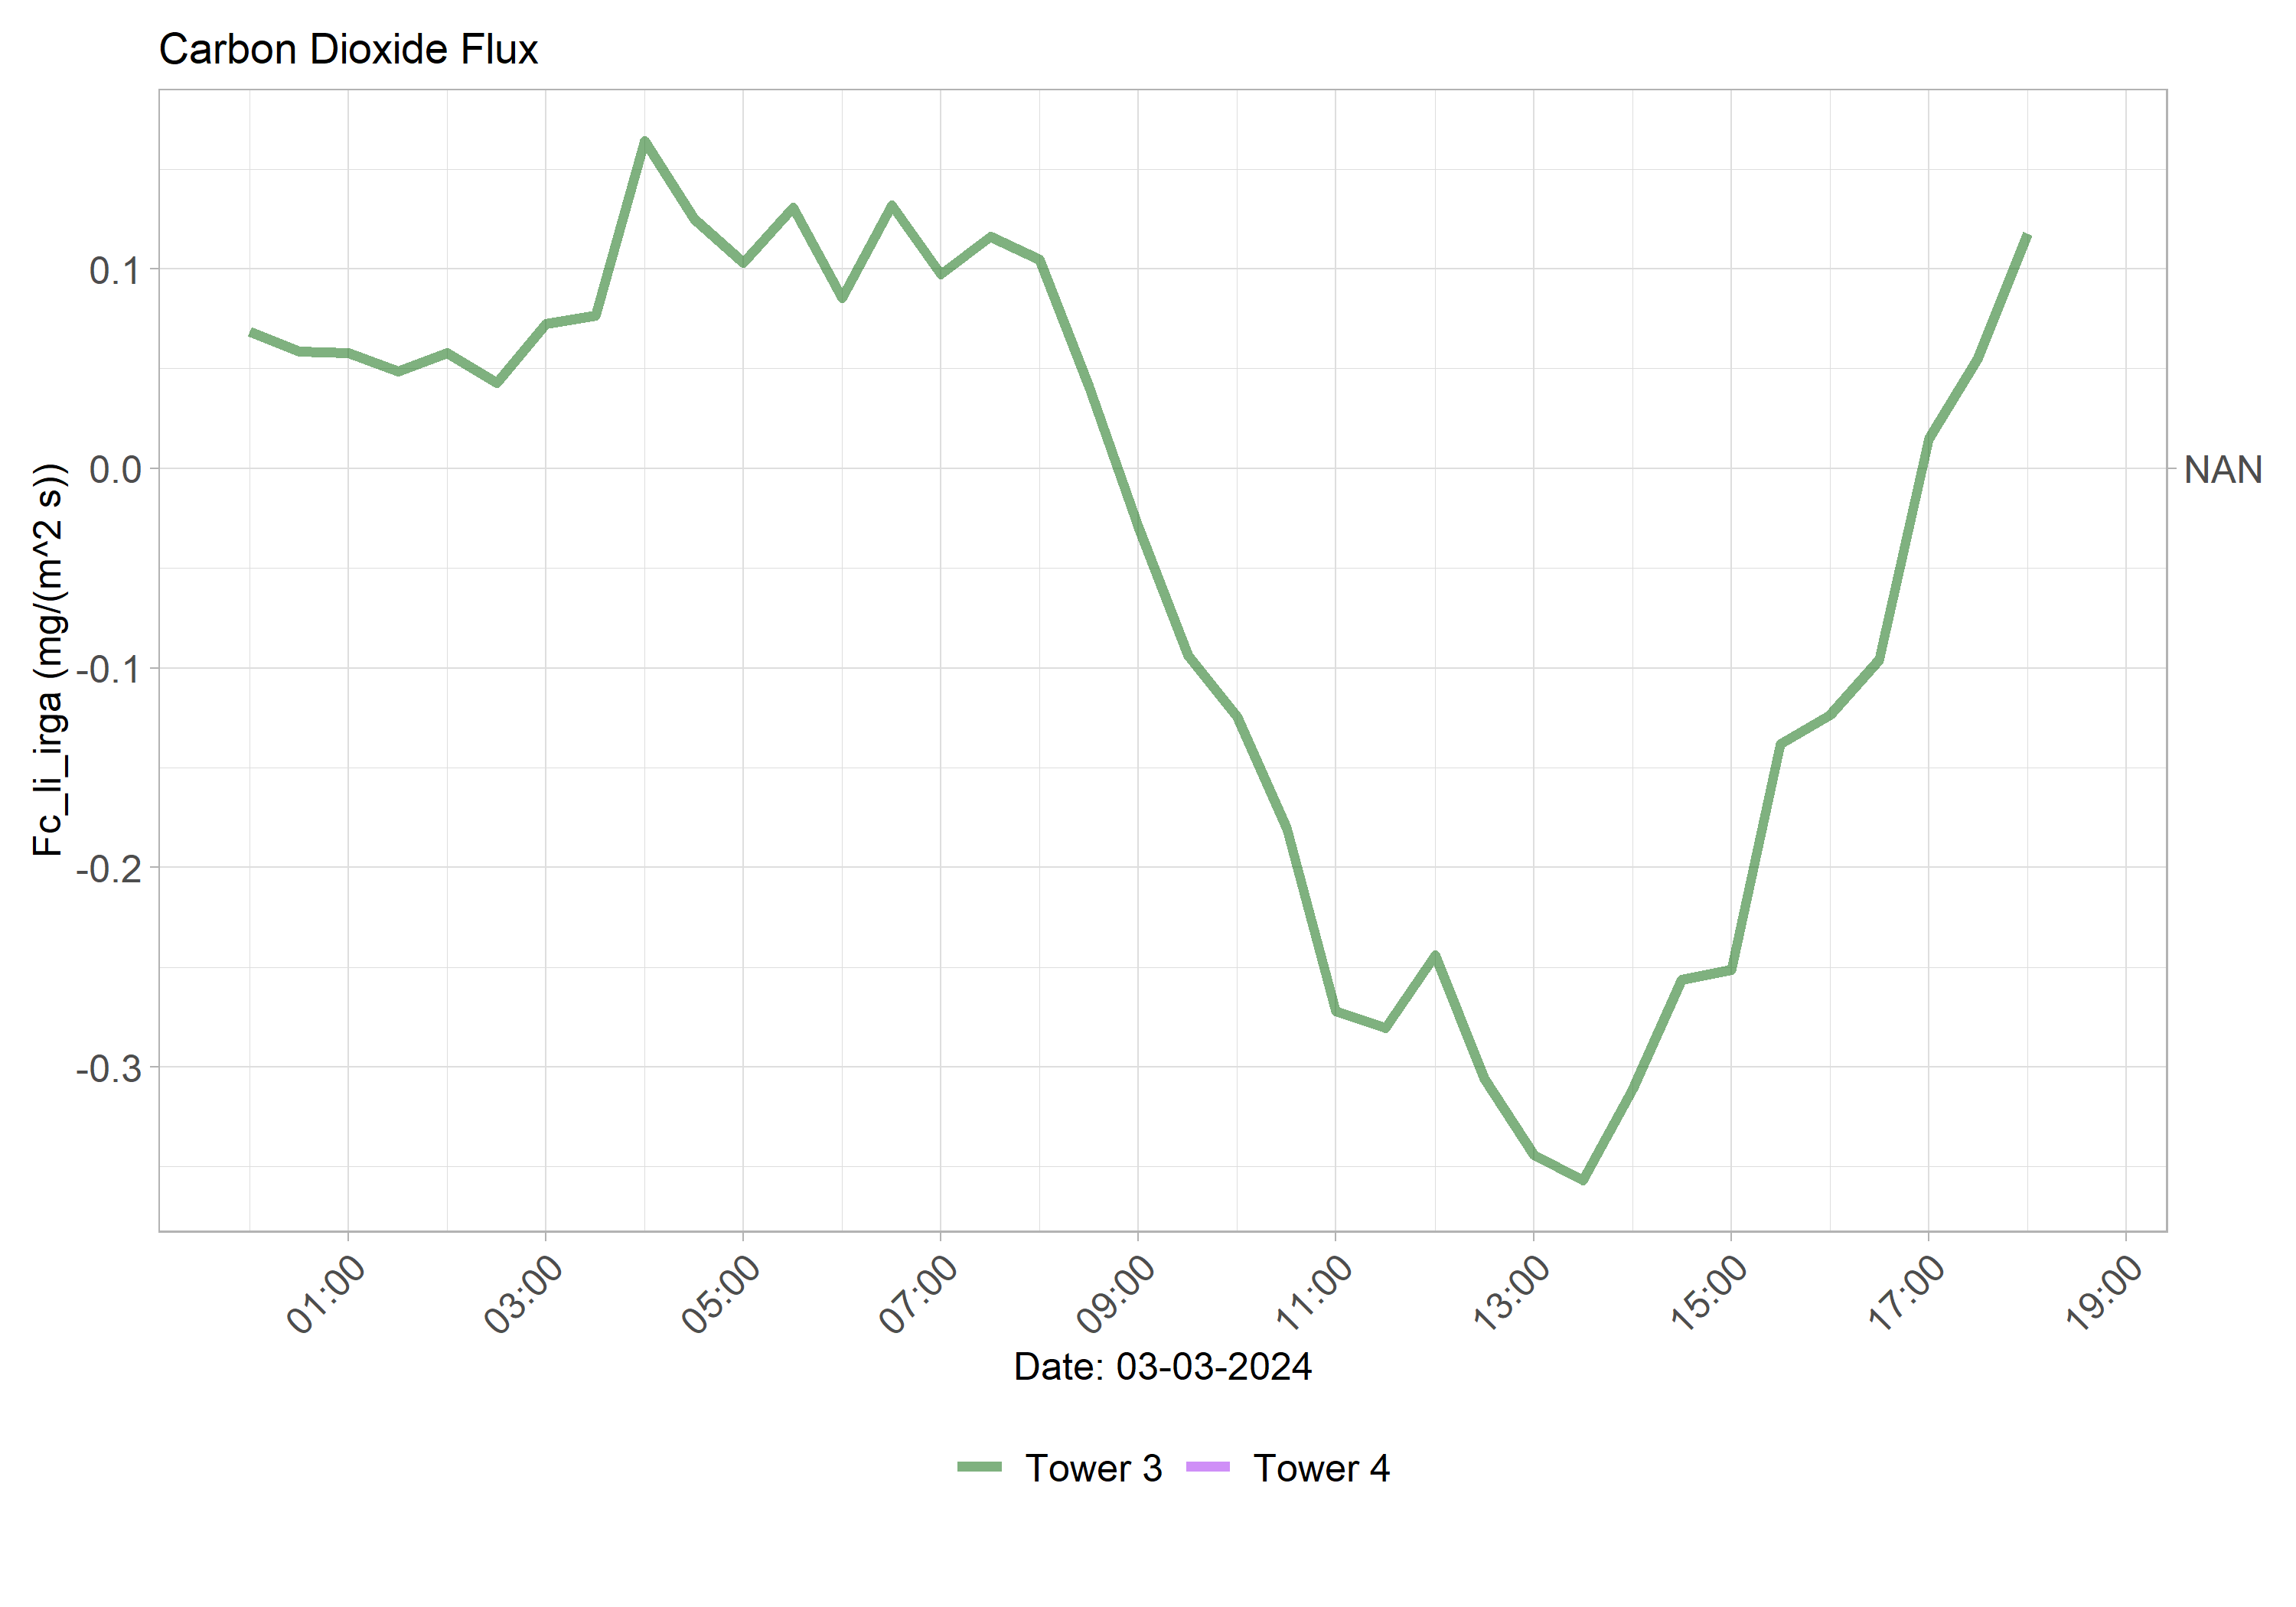 Carbon Dioxide Flux
Fc_li_irga (mg/(m^2 s))
0.1
0.0
-0.1
-0.2
-0.3
NAN
01:00 03:00 05:00 07:00 09:00 11:00 13:00 15:00 17:00 19:00
Date: 03-03-2024
Tower 3 Tower 4